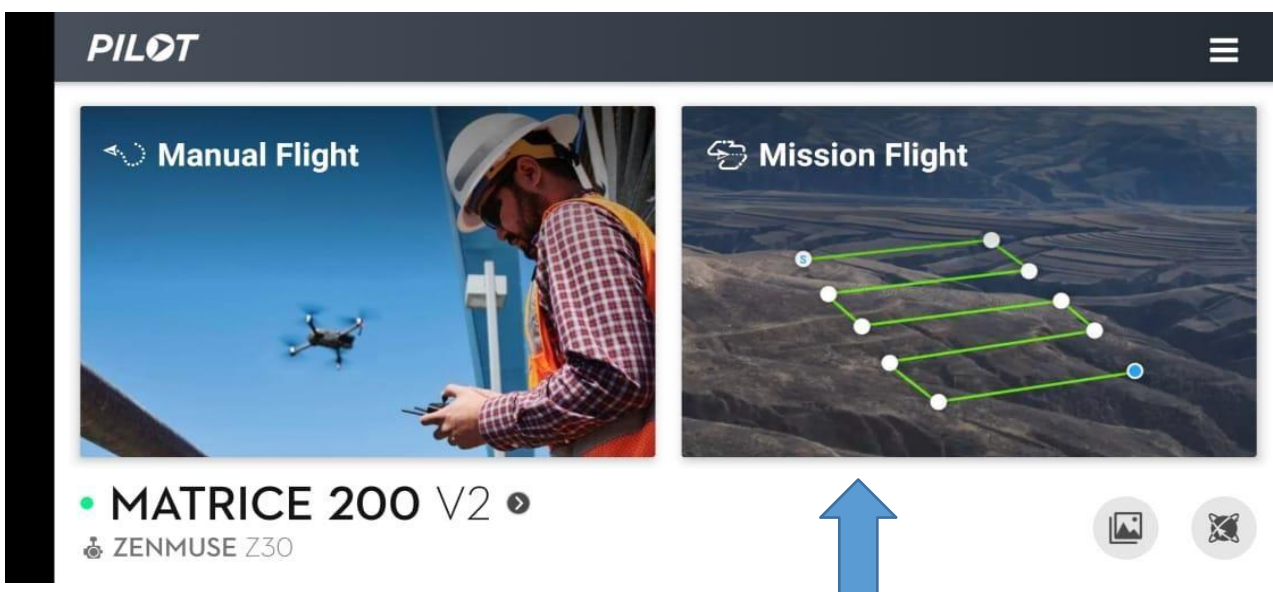 PILOT
Manual Flight
Mission Flight
S
MATRICE 200 V2
ZENMUSE Z30